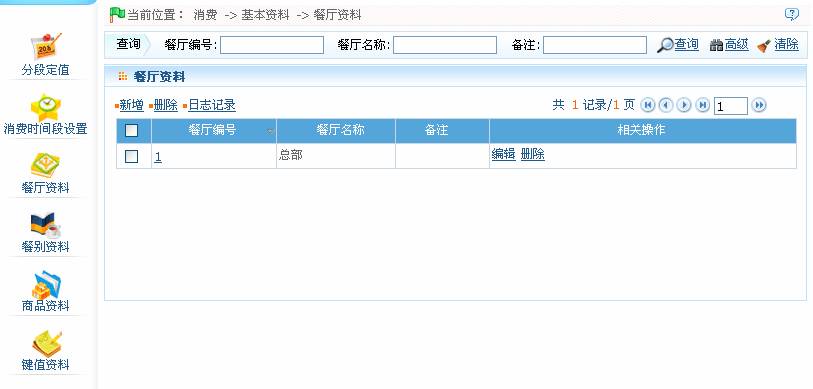 当前位置： 消费 -> 基本资料 -> 餐厅资料
查询 餐厅编号: 餐厅名称: 备注: 查询 高级 清除
分段定值
消费时间段设置
餐厅资料
餐别资料
商品资料
键值资料
餐厅资料
新增 删除 日志记录 共 1 记录/1 页 1
餐厅编号 餐厅名称 备注 相关操作
1 总部 编辑 删除